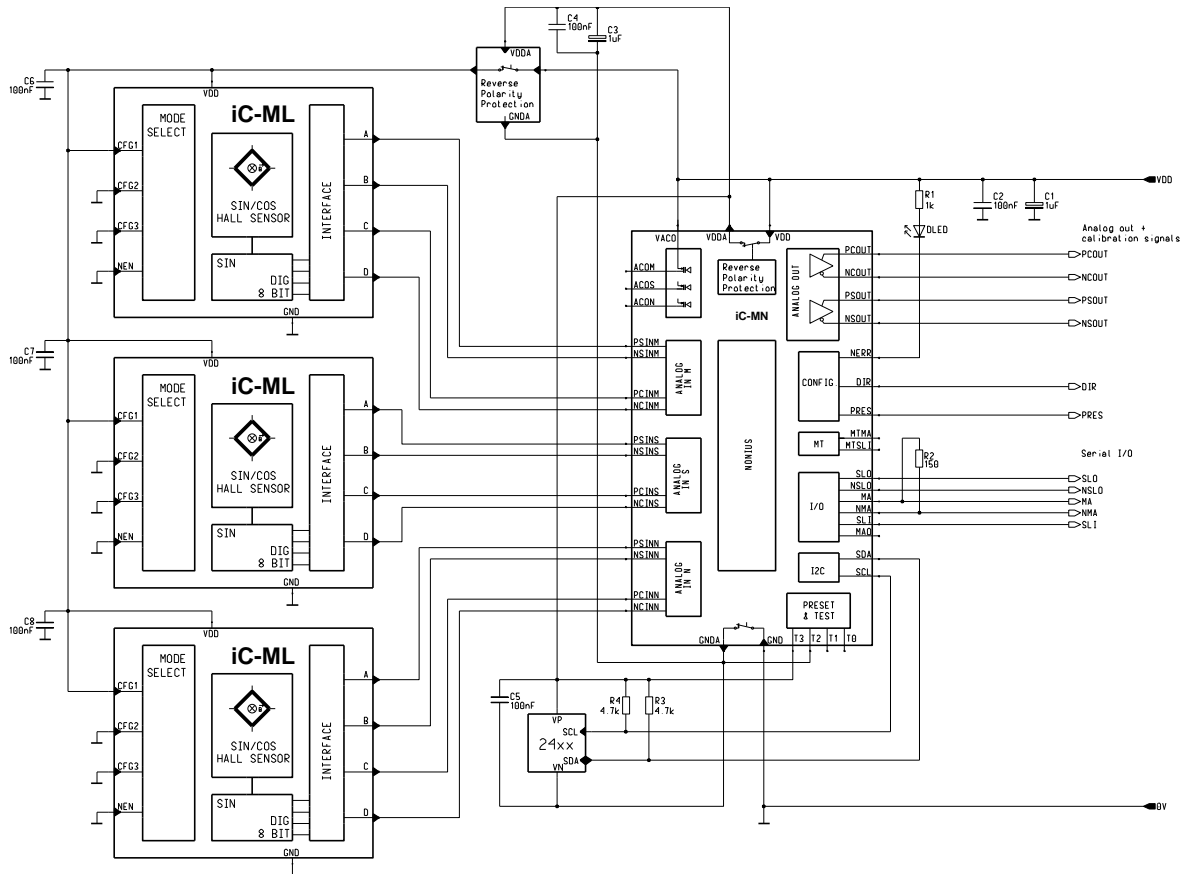 C4
100nF
C3
1uF
VDDA
Reverse
Polarity
Protection
GNDA
C6
100nF
VDD
iC-ML
MODE
SELECT
CFG1
CFG2
CFG3
NEN
SIN/COS
HALL SENSOR
SIN
DIG
8 BIT
INTERFACE
A
B
C
D
GND
C7
100nF
VDD
iC-ML
MODE
SELECT
CFG1
CFG2
CFG3
NEN
SIN/COS
HALL SENSOR
SIN
DIG
8 BIT
INTERFACE
A
B
C
D
GND
C8
100nF
VDD
iC-ML
MODE
SELECT
CFG1
CFG2
CFG3
NEN
SIN/COS
HALL SENSOR
SIN
DIG
8 BIT
INTERFACE
A
B
C
D
GND
VDD
R1
1k
C2
100nF
C1
1uF
DLED
VACO
VDDA
VDD
ACOM
ACOS
ACON
Reverse
Polarity
Protection
iC-MN
ANALOG OUT
PCOUT
NCOUT
PSOUT
NSOUT
Analog out +
calibration signals
PCOUT
NCOUT
PSOUT
NSOUT
PSINM
NSINM
PCINM
NCINM
ANALOG
IN M
PSINS
NSINS
PCINS
NCINS
ANALOG
IN S
PSINN
NSINN
PCINN
NCINN
ANALOG
IN N
NONIUS
CONFIG
NERR
DIR
PRES
DIR
PRES
MT
MTMA
MTSLI
R2
150
Serial I/O
I/O
SLO
NSLO
MA
NMA
SLI
MAO
SLO
NSLO
MA
NMA
SLI
I2C
SDA
SCL
PRESET
& TEST
GNDA
GND
T3
T2
T1
T0
C5
100nF
R4
4.7k
R3
4.7k
VP
SCL
24xx
SDA
VN
0V